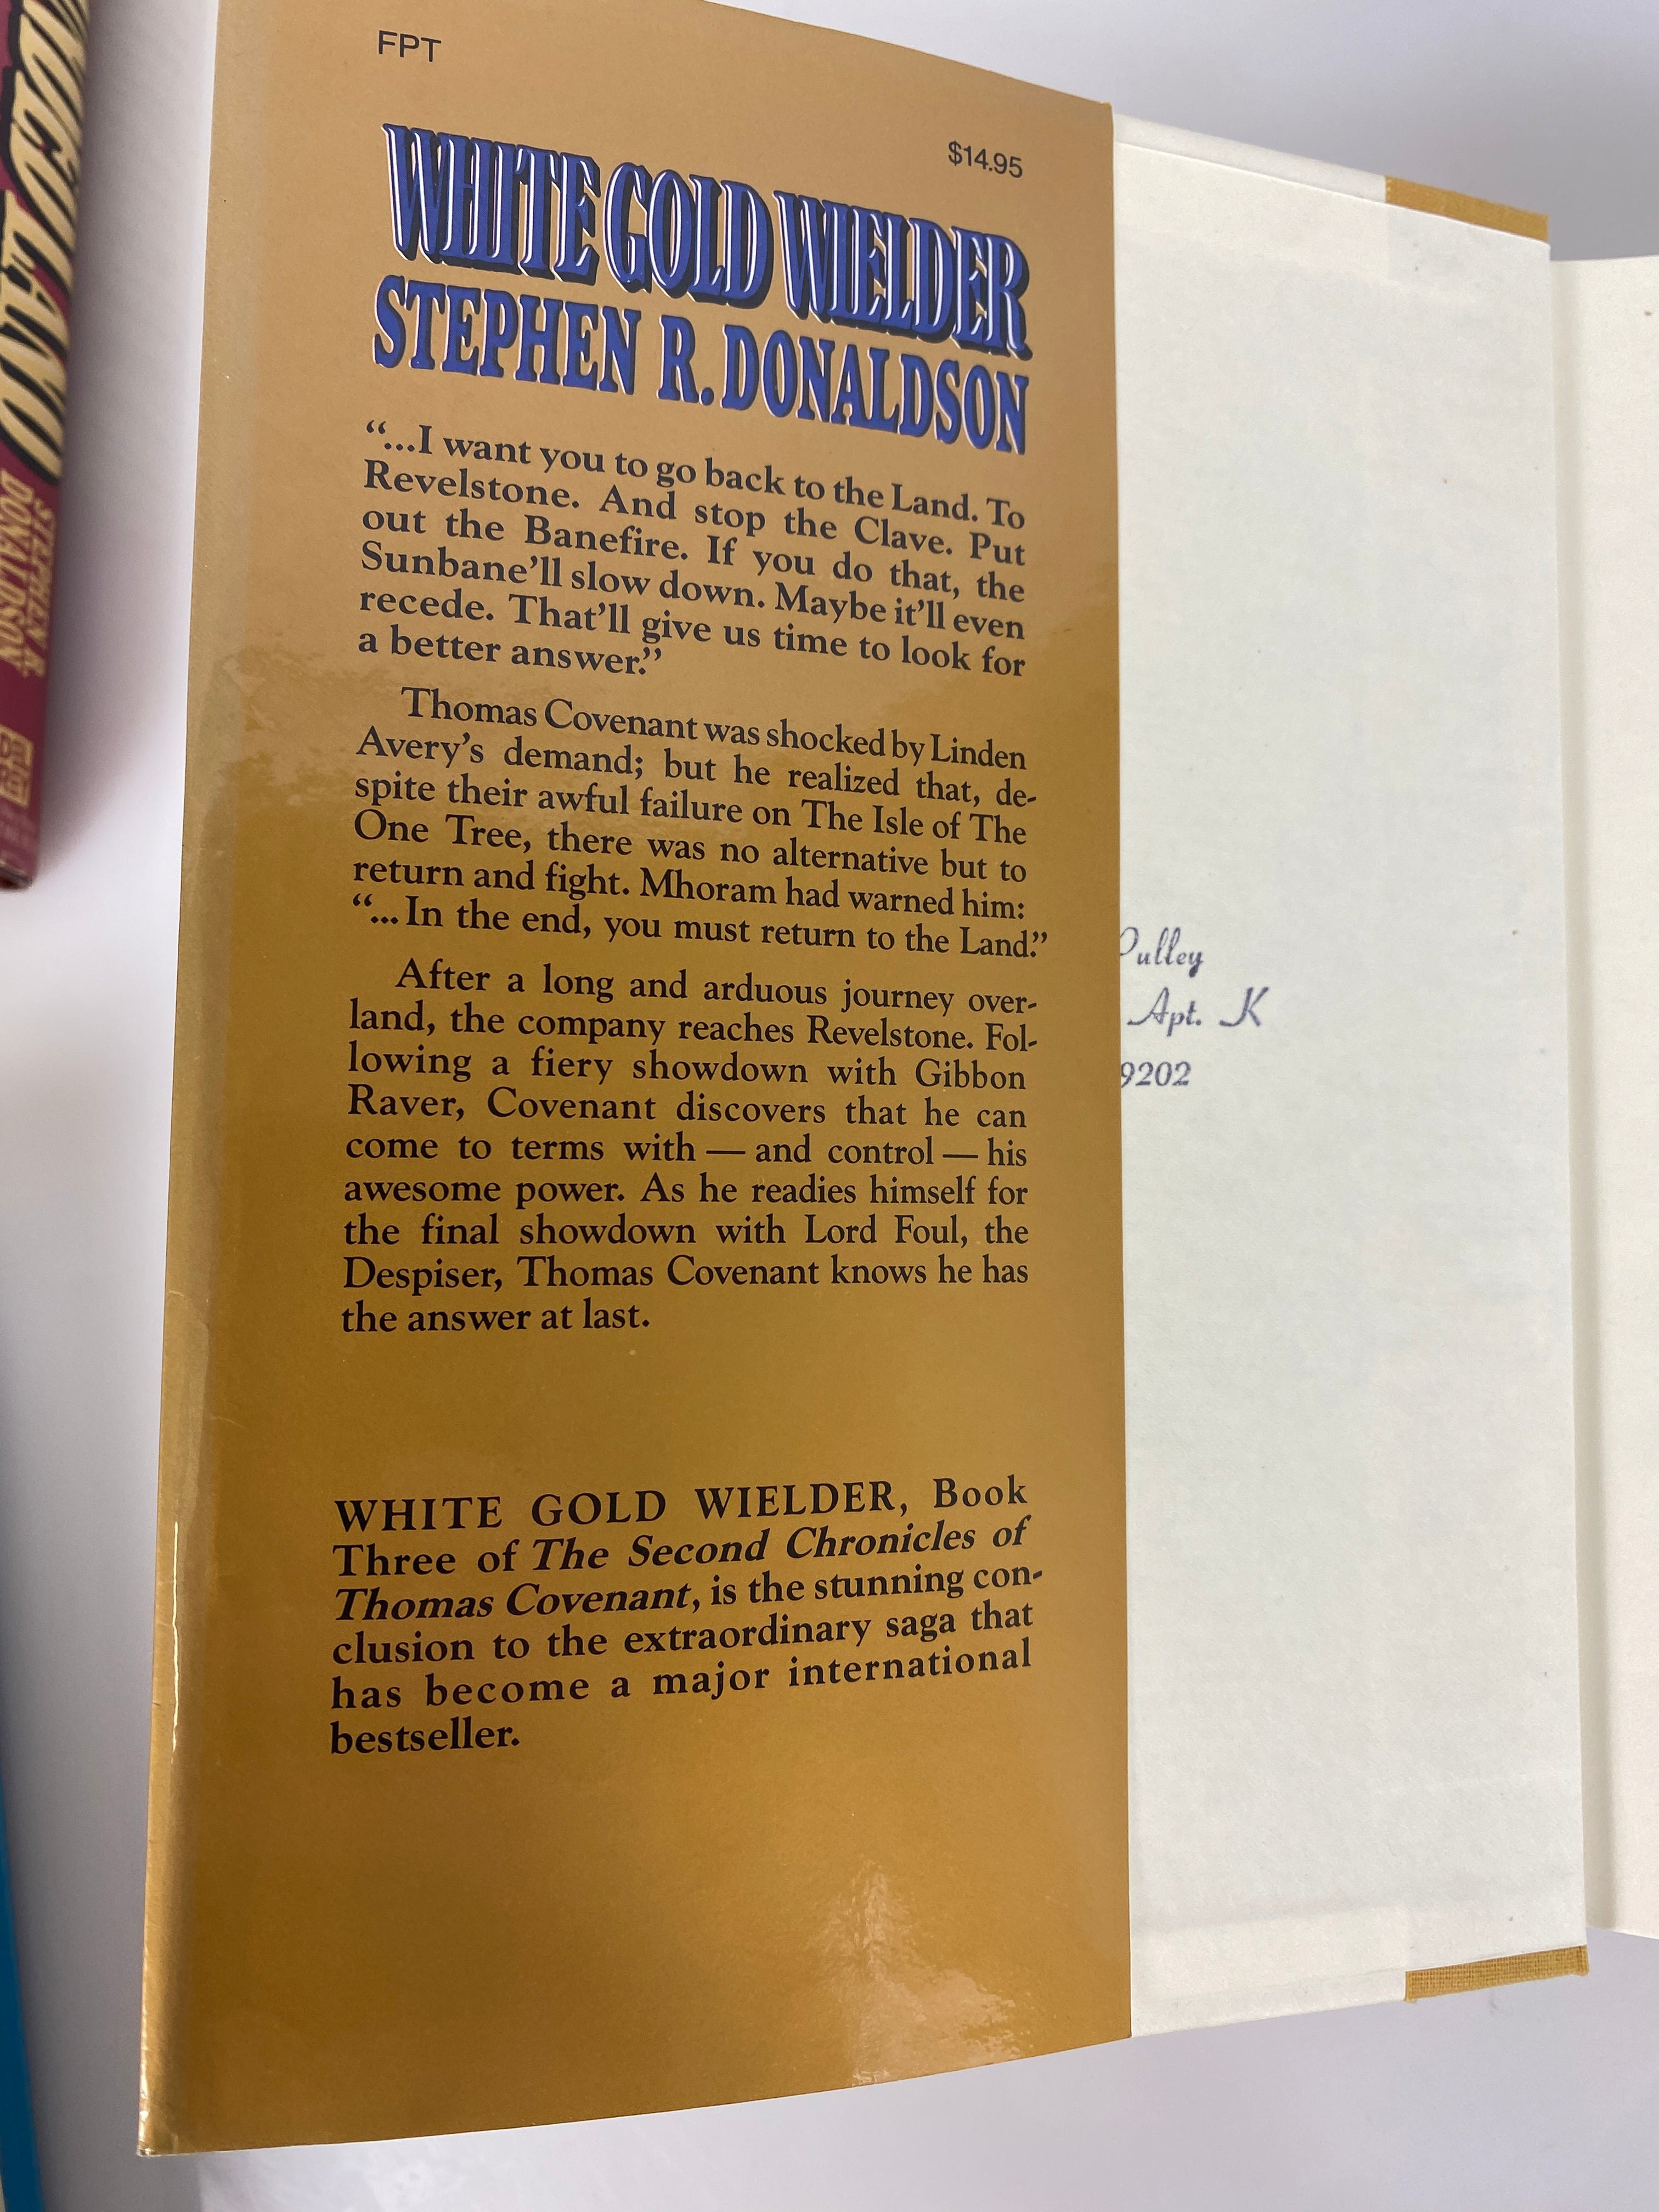 FPT
$14.95
WHITE GOLD WIELDER
STEPHEN R. DONALDSON
“...I want you to go back to the Land. To
Revelstone. And stop the Clave. Put
out the Banefire. If you do that, the
Sunbane’ll slow down. Maybe it’ll even
recede. That’ll give us time to look for
a better answer.”
Thomas Covenant was shocked by Linden
Avery’s demand; but he realized that, de-
spite their awful failure on The Isle of The
One Tree, there was no alternative but to
return and fight. Mhoram had warned him:
“...In the end, you must return to the Land.”
After a long and arduous journey over-
land, the company reaches Revelstone. Fol-
lowing a fiery showdown with Gibbon
Raver, Covenant discovers that he can
come to terms with — and control — his
awesome power. As he readies himself for
the final showdown with Lord Foul, the
Despiser, Thomas Covenant knows he has
the answer at last.
WHITE GOLD WIELDER, Book
Three of The Second Chronicles of
Thomas Covenant, is the stunning con-
clusion to the extraordinary saga that
has become a major international
bestseller.
Pulley
Apt. K
9202
LAND
STEPHEN R.
DONALDSON